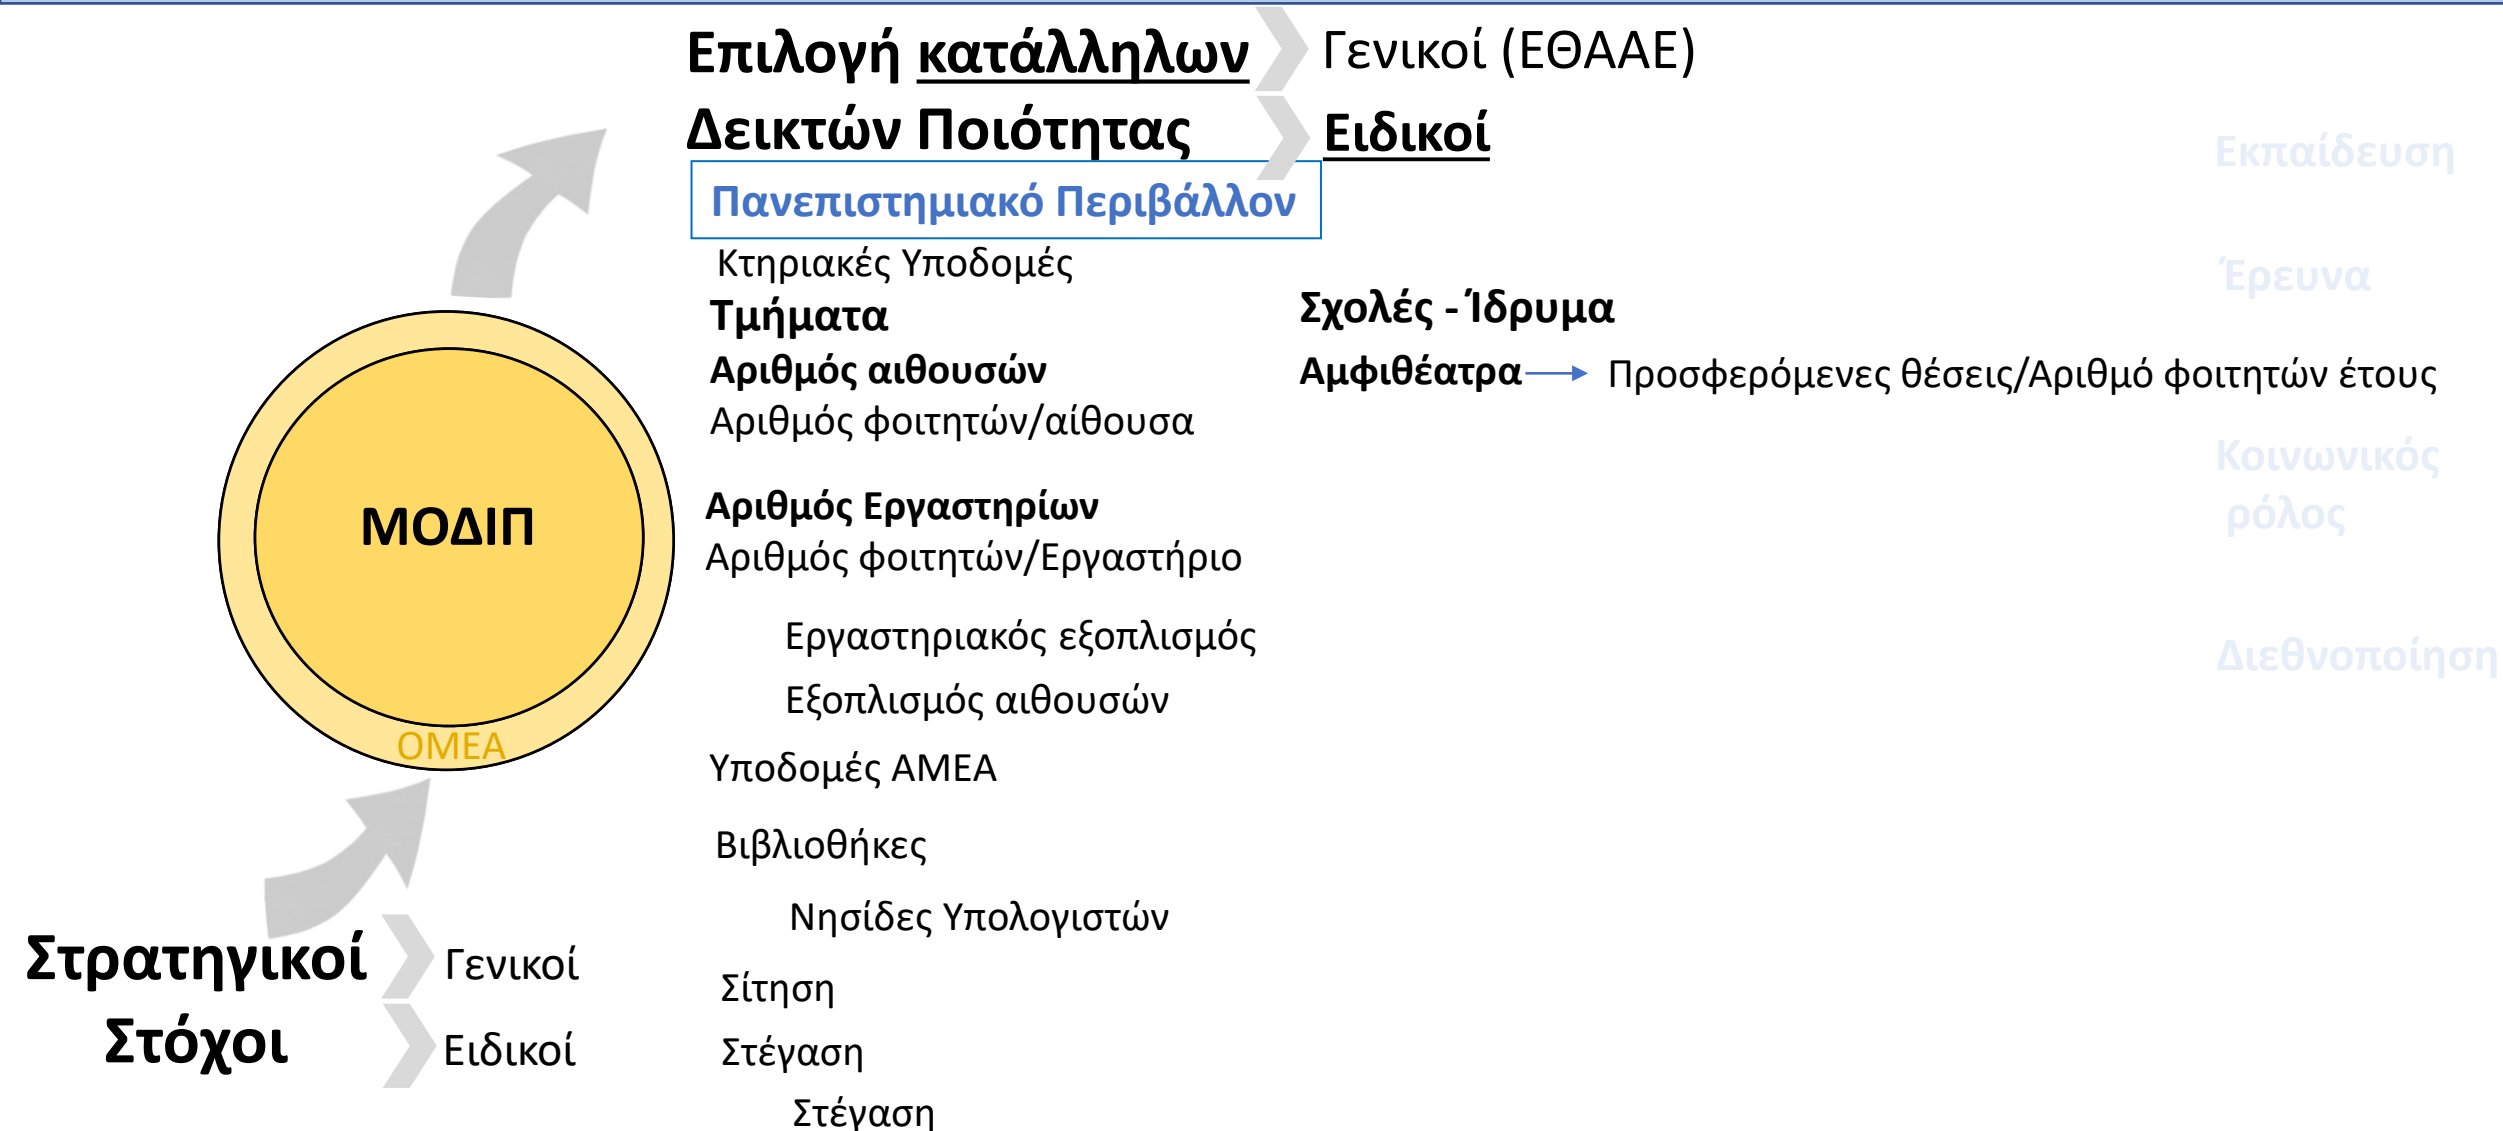 Επιλογή κατάλληλων
Δεικτών Ποιότητας
Γενικοί (ΕΘΑΑΕ)
Ειδικοί
Πανεπιστημιακό Περιβάλλον
Κτηριακές Υποδομές
Τμήματα
Αριθμός αιθουσών
Αριθμός φοιτητών/αίθουσα
Αριθμός Εργαστηρίων
Αριθμός φοιτητών/Εργαστήριο
Εργαστηριακός εξοπλισμός
Εξοπλισμός αιθουσών
Υποδομές ΑΜΕΑ
Βιβλιοθήκες
Νησίδες Υπολογιστών
Σίτηση
Στέγαση
Στέγαση
Σχολές - Ίδρυμα
Αμφιθέατρα
Προσφερόμενες θέσεις/Αριθμό φοιτητών έτους
Εκπαίδευση
Έρευνα
Κοινωνικός
ρόλος
Διεθνοποίηση
ΜΟΔΙΠ
ΟΜΕΑ
Στρατηγικοί
Στόχοι
Γενικοί
Ειδικοί